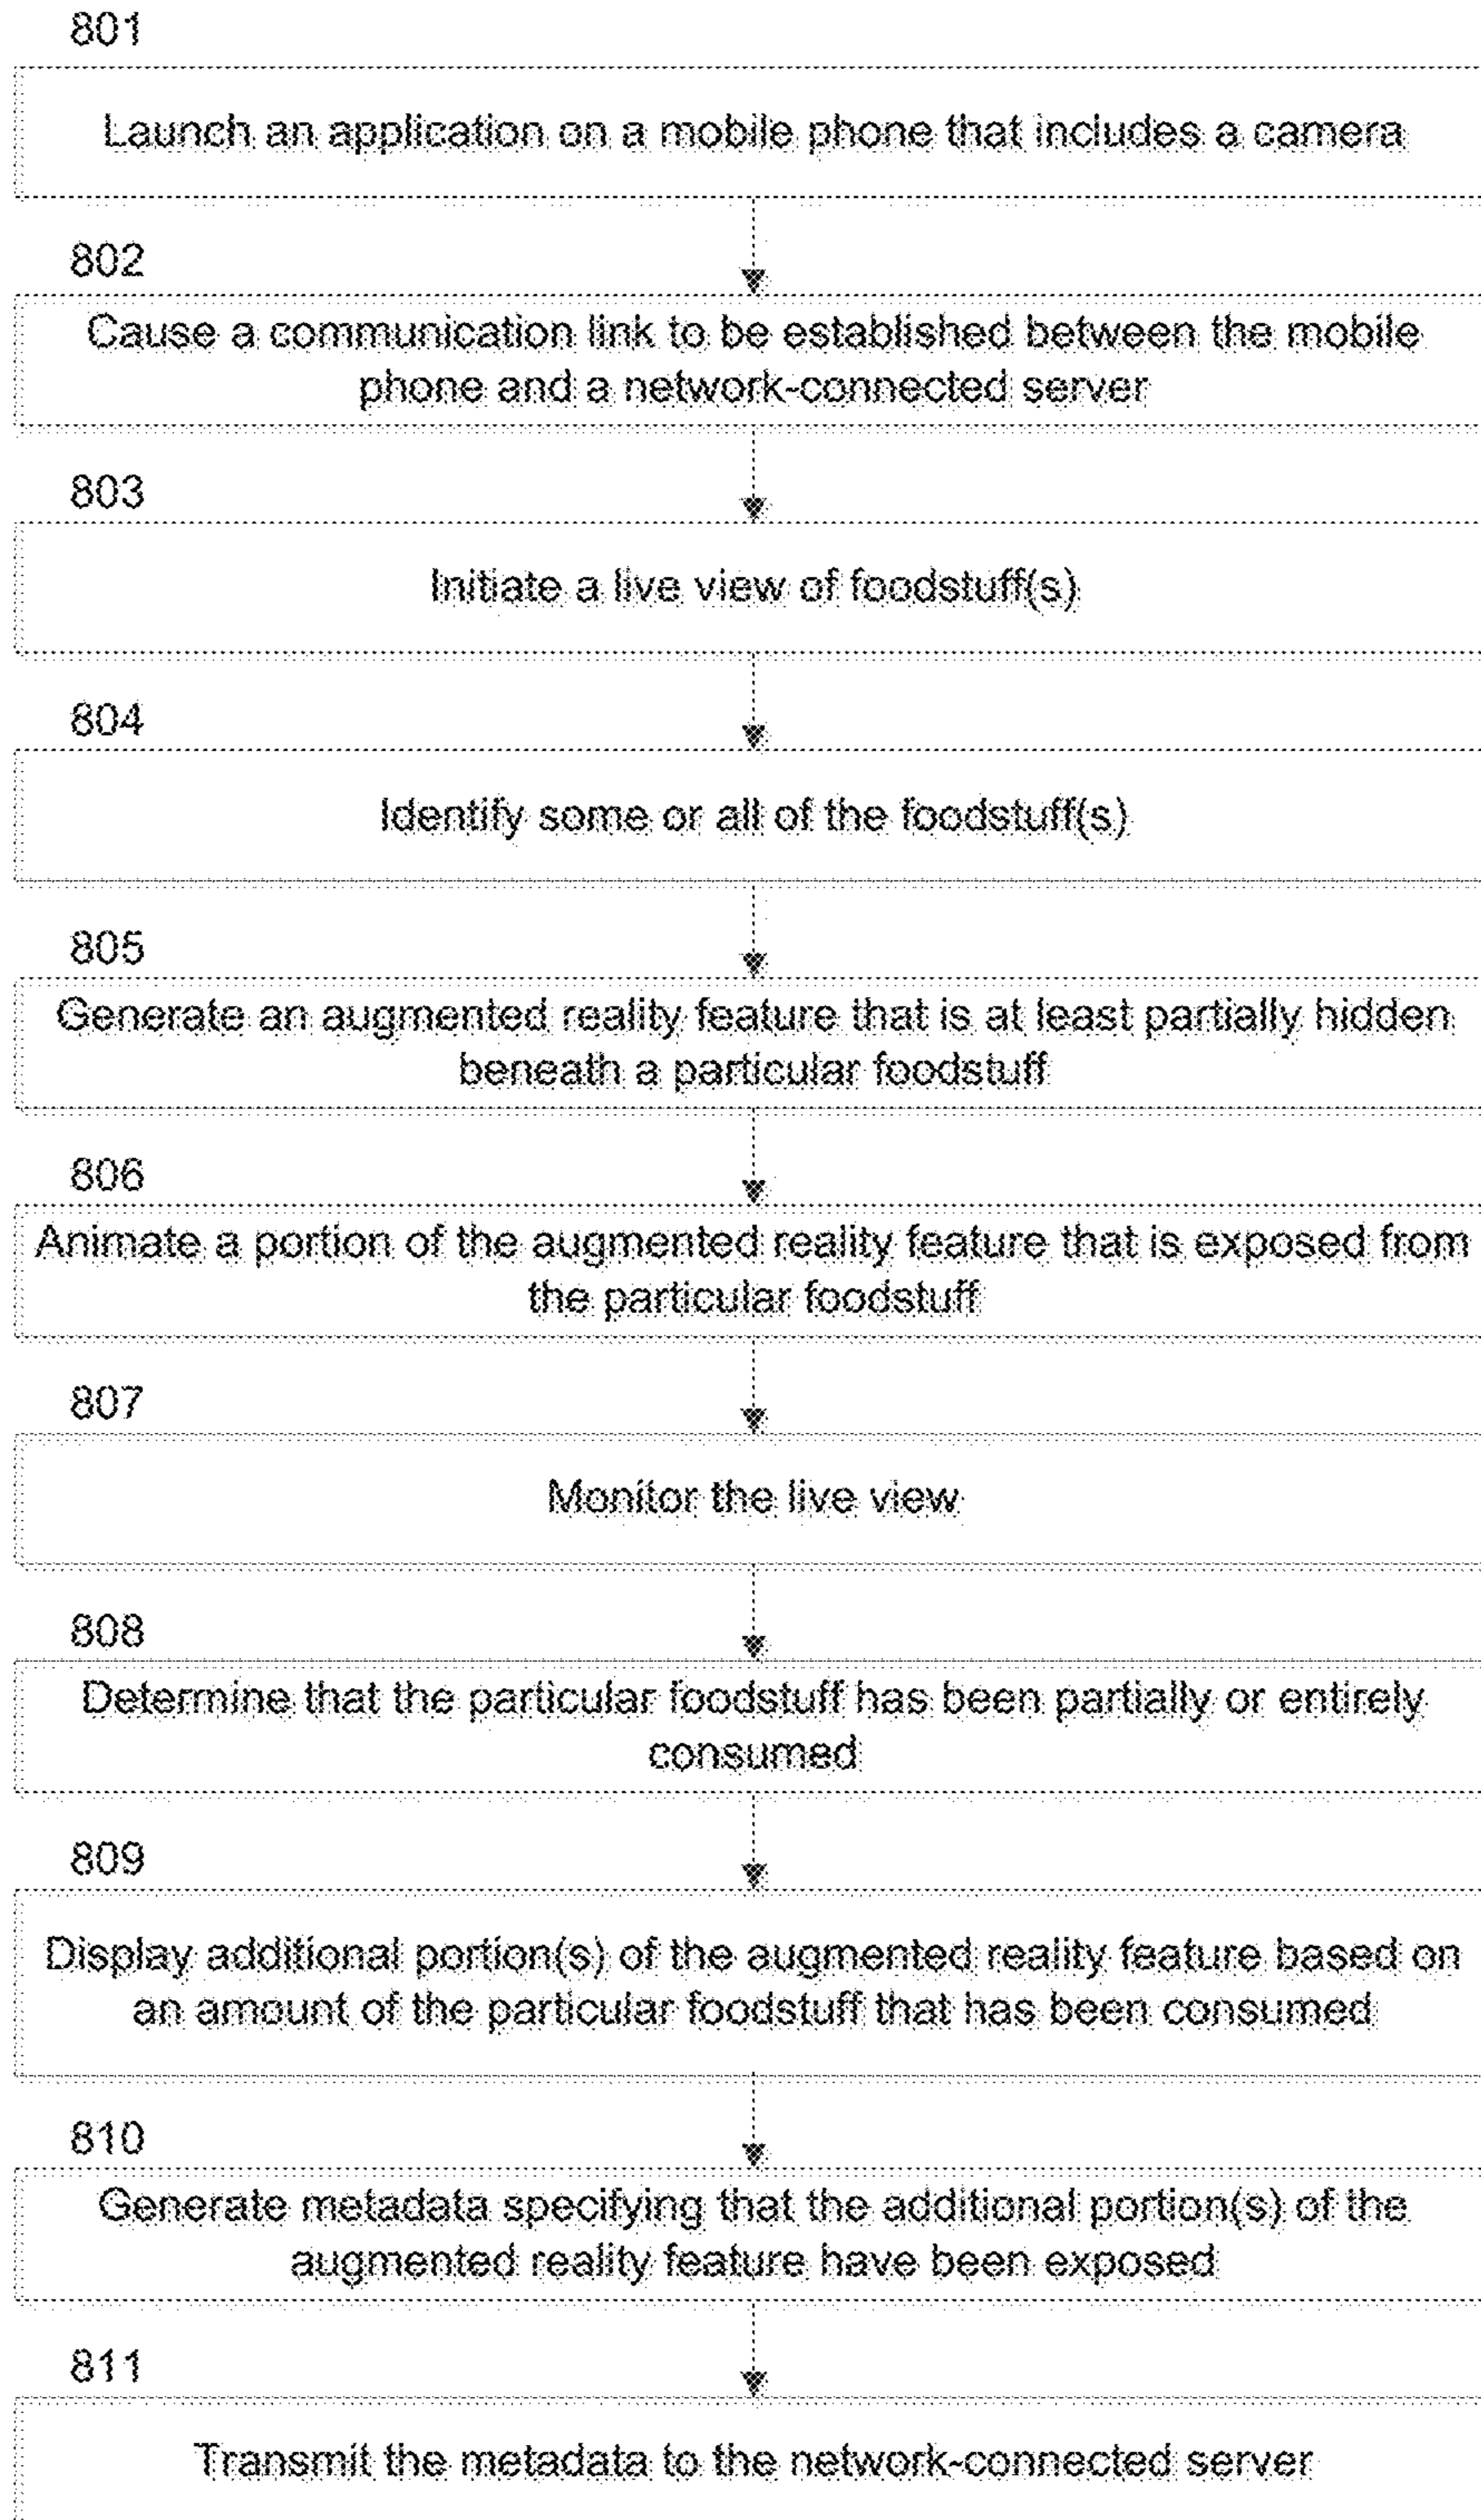 801
Launch an application on a mobile phone that includes a camera
802
Cause a communication link to be established between the mobile
phone and a network-connected server
803
Initiate a live view of foodstuff(s)
804
Identify some or all of the foodstuff(s)
805
Generate an augmented reality feature that is at least partially hidden
beneath a particular foodstuff
806
Animate a portion of the augmented reality feature that is exposed from
the particular foodstuff
807
Monitor the live view
808
Determine that the particular foodstuff has been partially or entirely
consumed
809
Display additional portion(s) of the augmented reality feature based on
an amount of the particular foodstuff that has been consumed
810
Generate metadata specifying that the additional portion(s) of the
augmented reality feature have been exposed
811
Transmit the metadata to the network-connected server